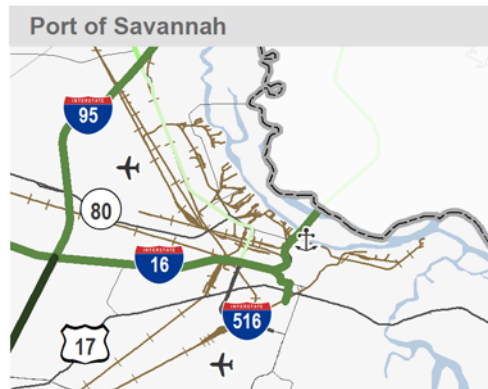 Port of Savannah
INTERSTATE
95
80
INTERSTATE
16
INTERSTATE
516
17